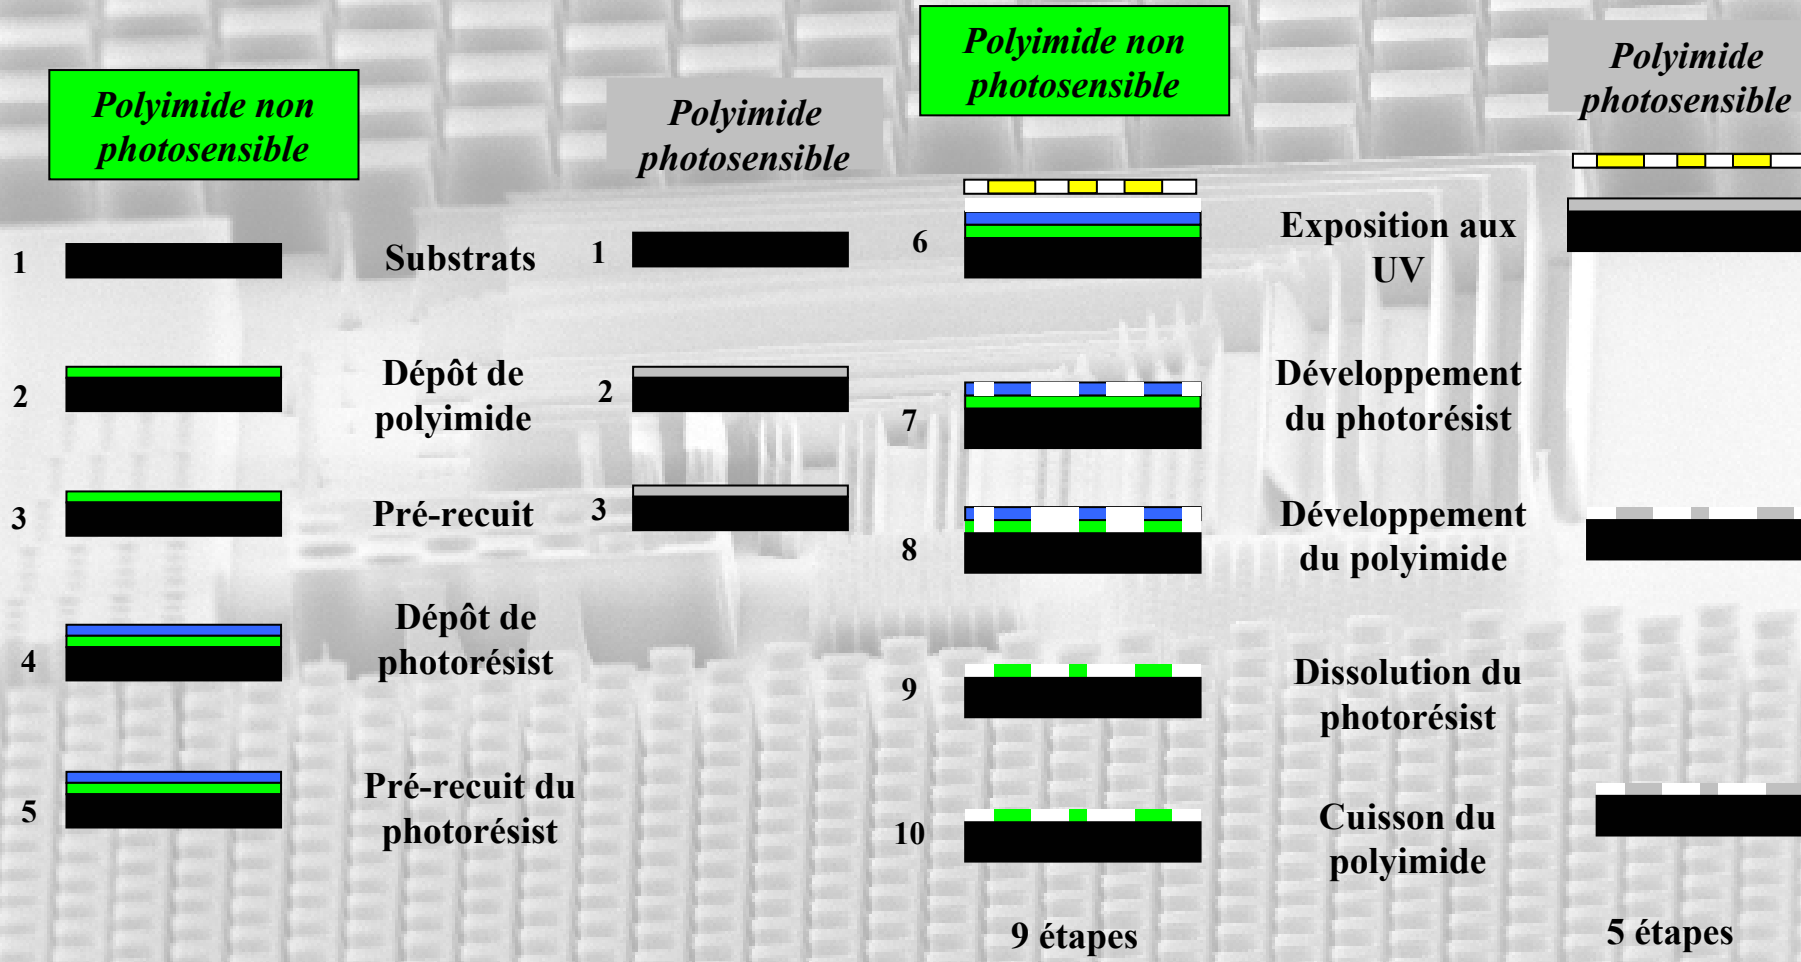 Polyimide non
photosensible
Polyimide
photosensible
1
Substrats
1
2
Dépôt de
polyimide
2
3
Pré-recuit
3
4
Dépôt de
photorésist
5
Pré-recuit du
photorésist
Polyimide non
photosensible
Polyimide
photosensible
6
Exposition aux
UV
7
Développement
du photorésist
8
Développement
du polyimide
9
Dissolution du
photorésist
10
Cuisson du
polyimide
9 étapes
5 étapes